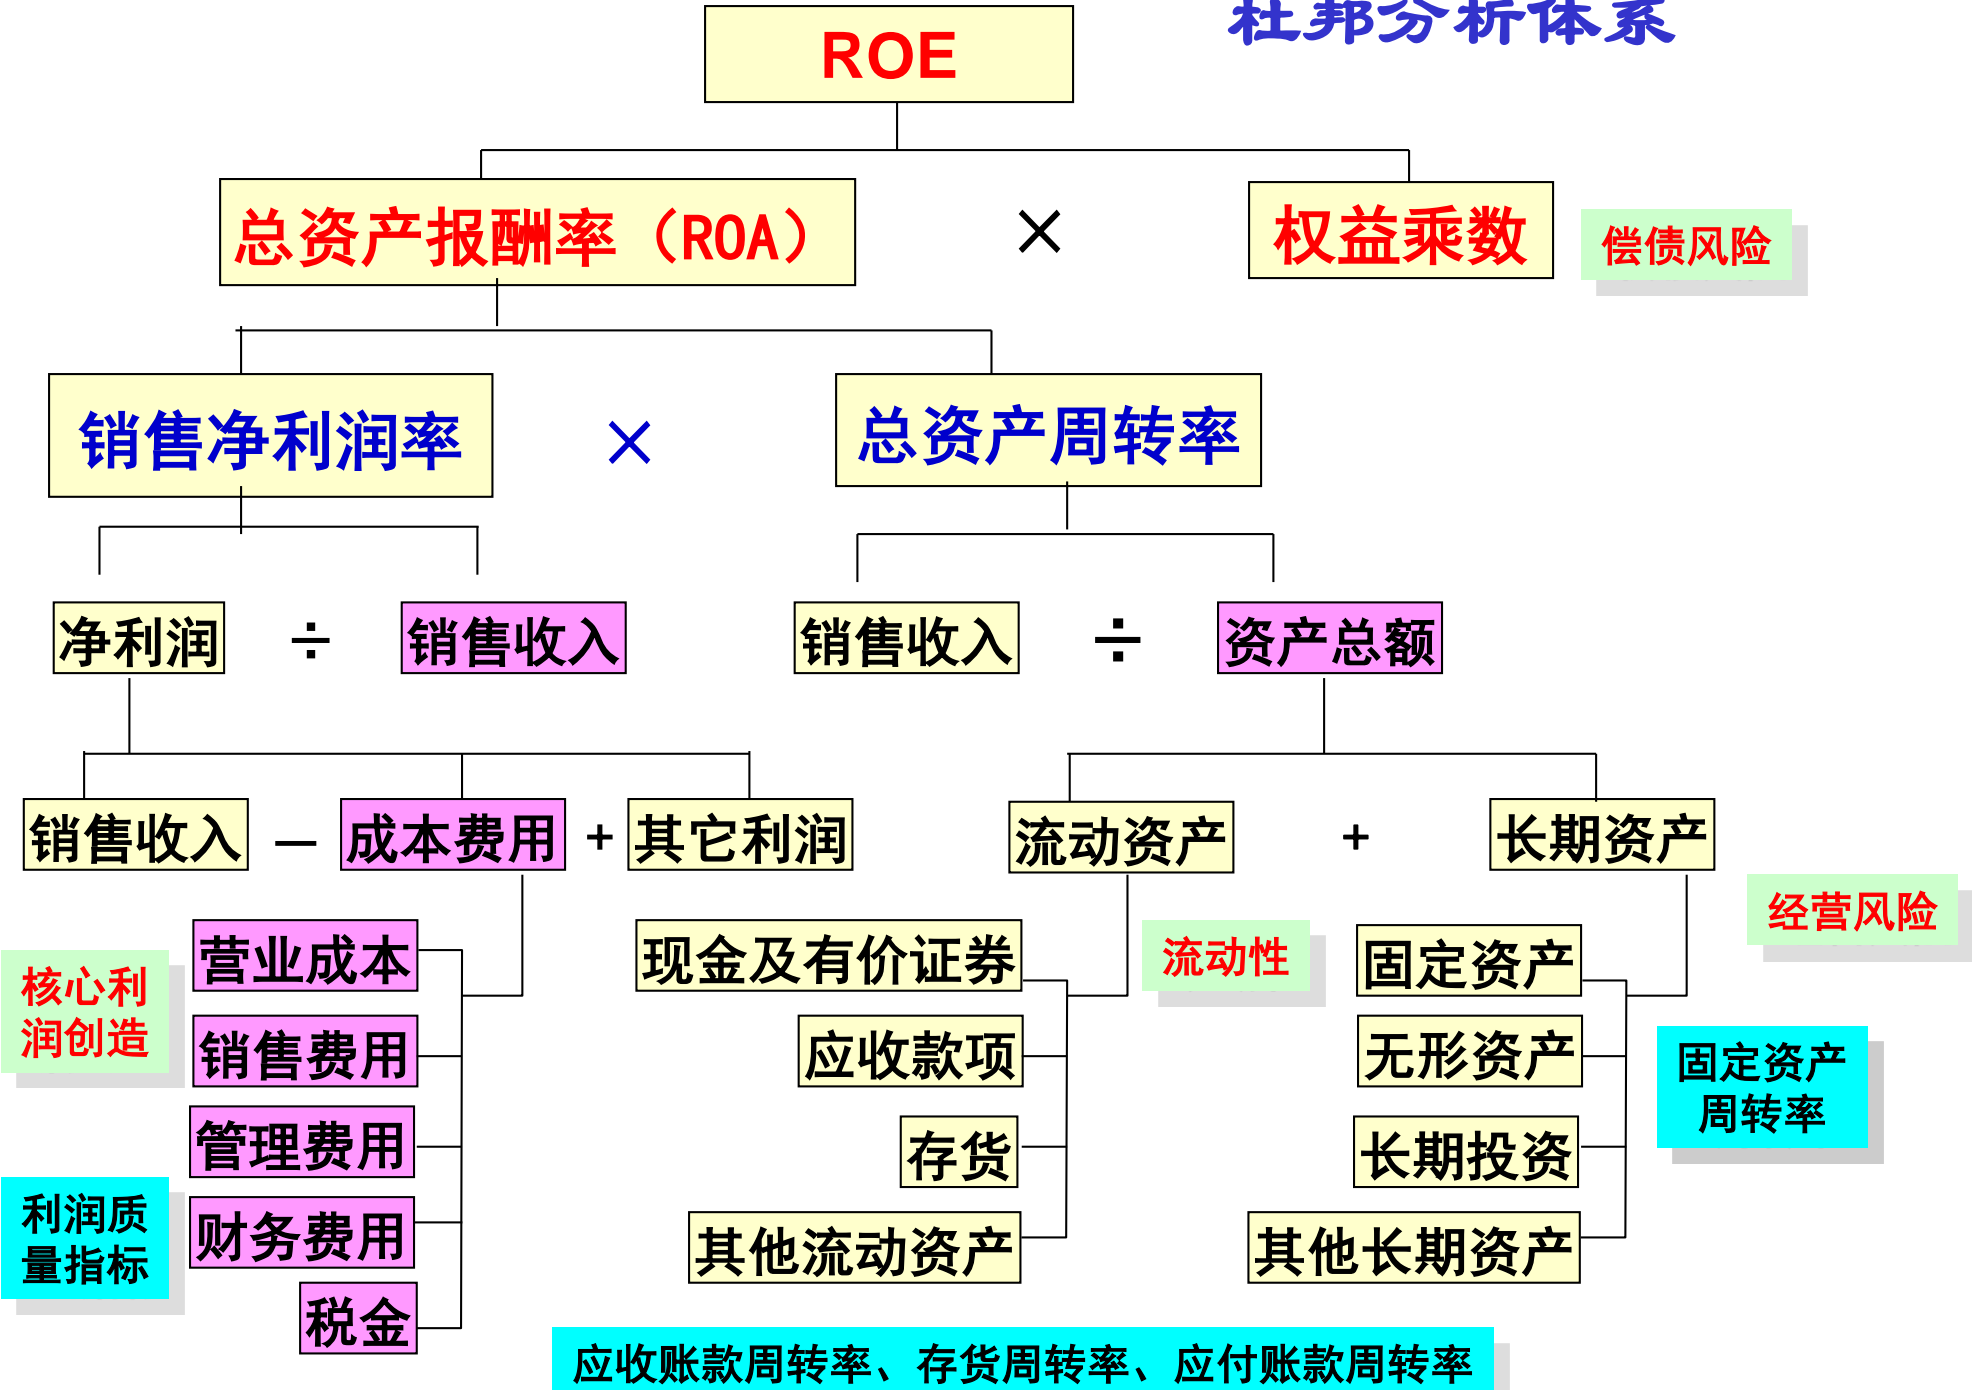 杜邦分析体系
ROE
总资产报酬率（ROA）
×
权益乘数
偿债风险
销售净利润率
×
总资产周转率
净利润
÷
销售收入
销售收入
÷
资产总额
销售收入
—
成本费用
+
其它利润
流动资产
+
长期资产
经营风险
营业成本
现金及有价证券
流动性
固定资产
核心利
润创造
销售费用
应收款项
无形资产
固定资产
周转率
管理费用
存货
长期投资
利润质
量指标
财务费用
其他流动资产
其他长期资产
税金
应收账款周转率、存货周转率、应付账款周转率